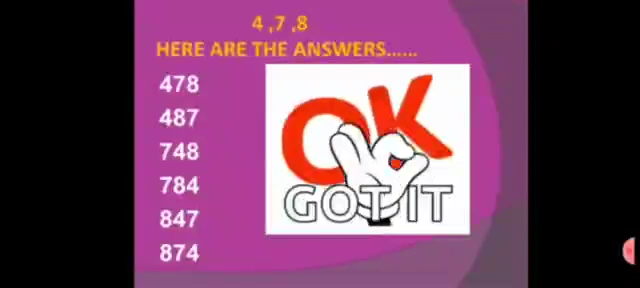 4 ,7 ,8
HERE ARE THE ANSWERS......
478
487
748
784
847
874
OK
GOT IT